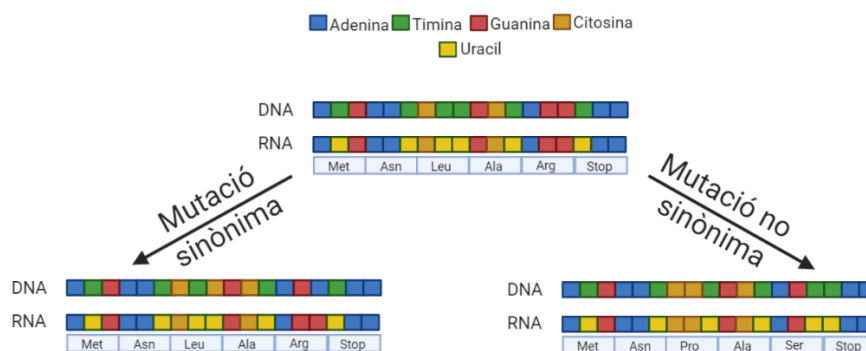 Adenina Timina Guanina Citosina
Uracil
DNA
RNA
Met Asn Leu Ala Arg Stop
Mutació
sinònima
Mutació no
sinònima
DNA
RNA
Met Asn Leu Ala Arg Stop
DNA
RNA
Met Asn Pro Ala Ser Stop